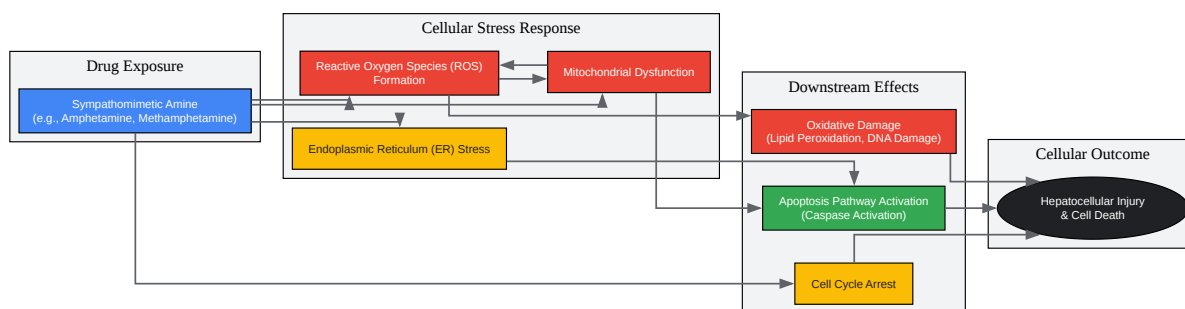 Drug Exposure
Sympathomimetic Amine
(e.g., Amphetamine, Methamphetamine)
Cellular Stress Response
Reactive Oxygen Species (ROS)
Formation
Mitochondrial Dysfunction
Endoplasmic Reticulum (ER) Stress
Downstream Effects
Oxidative Damage
(Lipid Peroxidation, DNA Damage)
Apoptosis Pathway Activation
(Caspase Activation)
Cell Cycle Arrest
Cellular Outcome
Hepatocellular Injury
& Cell Death